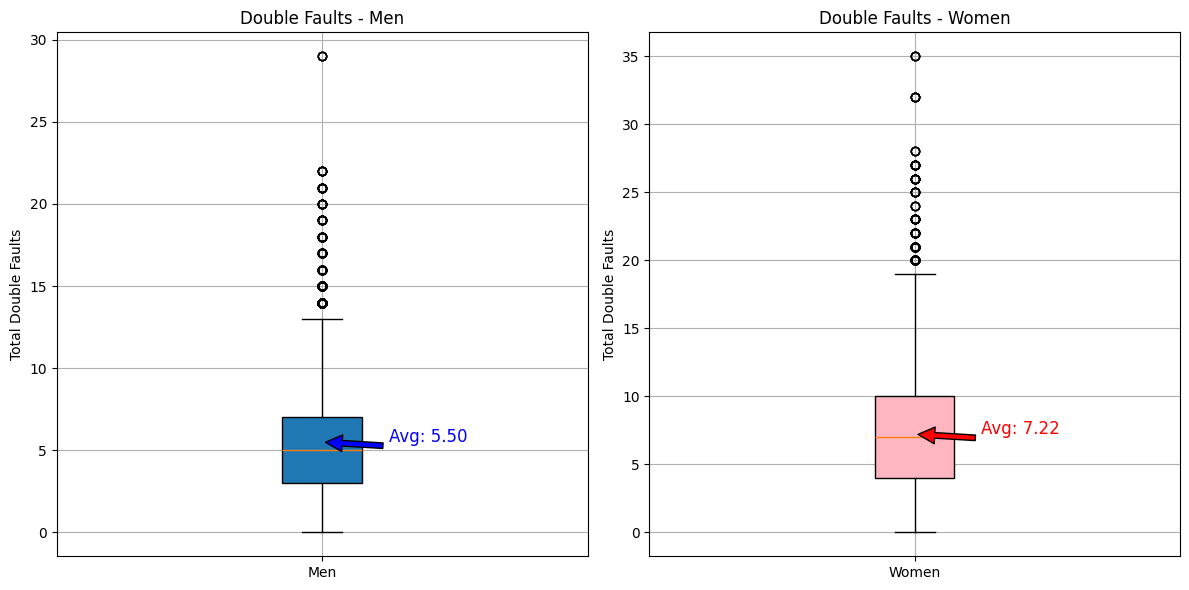 Double Faults - Men
Total Double Faults
30
25
20
15
10
5
0
Avg: 5.50
Men
Double Faults - Women
Total Double Faults
35
30
25
20
15
10
5
0
Avg: 7.22
Women